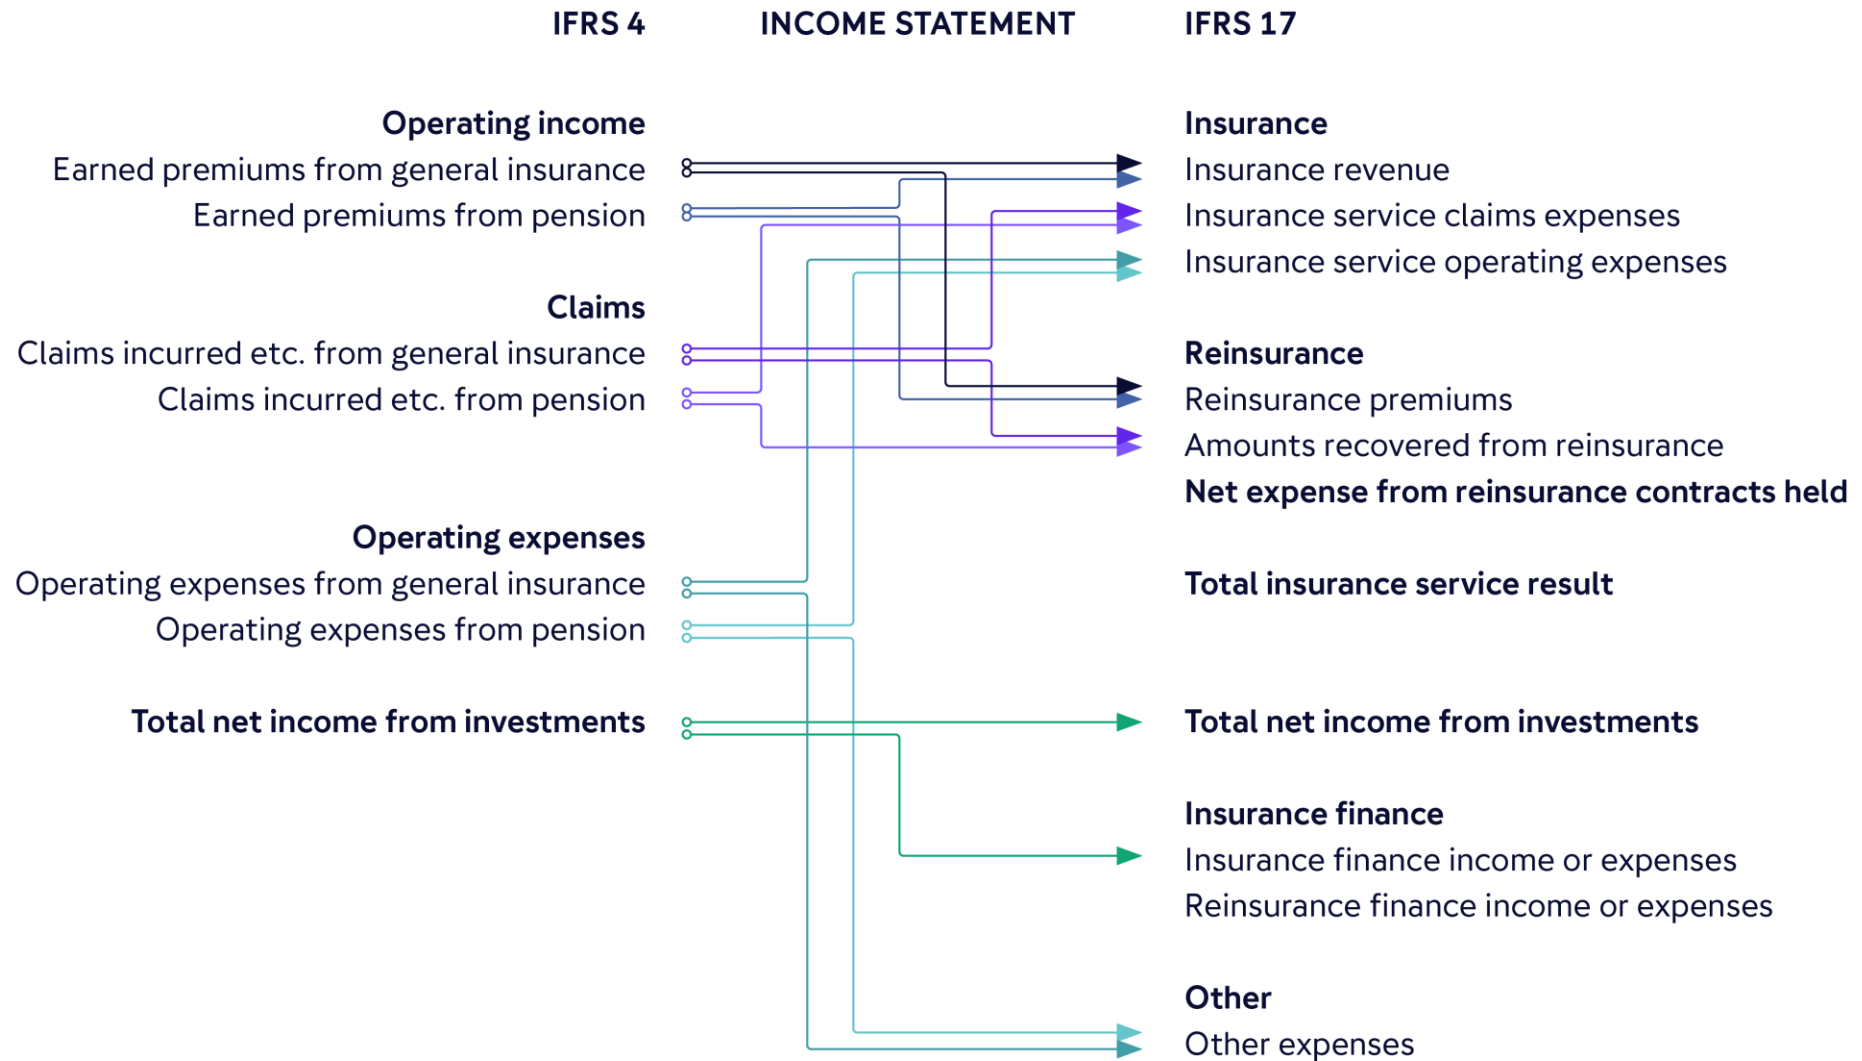 IFRS 4
INCOME STATEMENT
IFRS 17
Operating income
Earned premiums from general insurance
Earned premiums from pension
Claims
Claims incurred etc. from general insurance
Claims incurred etc. from pension
Operating expenses
Operating expenses from general insurance
Operating expenses from pension
Total net income from investments
Insurance
Insurance revenue
Insurance service claims expenses
Insurance service operating expenses
Reinsurance
Reinsurance premiums
Amounts recovered from reinsurance
Net expense from reinsurance contracts held
Total insurance service result
Total net income from investments
Insurance finance
Insurance finance income or expenses
Reinsurance finance income or expenses
Other
Other expenses